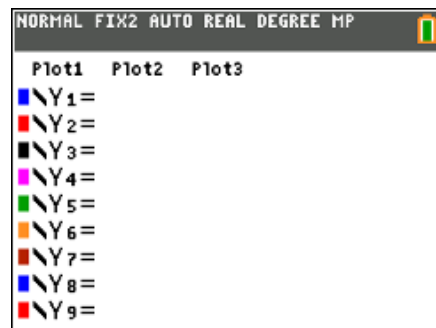 NORMAL FIX2 AUTO REAL DEGREE MP
Plot1 Plot2 Plot3
\Y1=
\Y2=
\Y3=
\Y4=
\Y5=
\Y6=
\Y7=
\Y8=
\Y9=